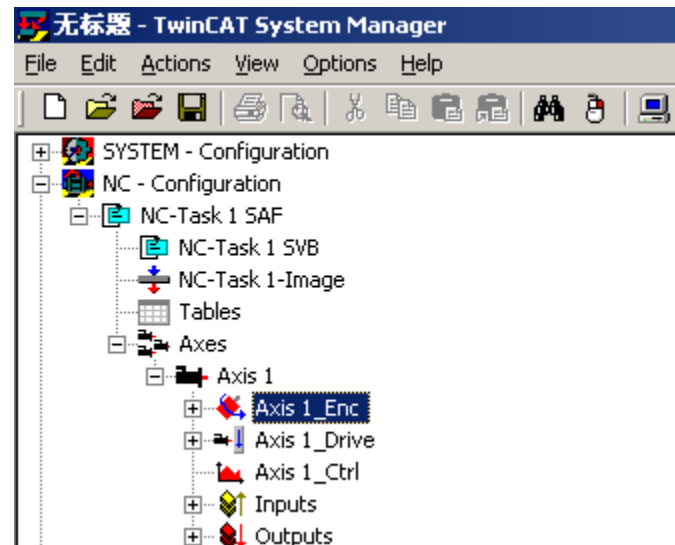 无标题 - TwinCAT System Manager
File Edit Actions View Options Help
SYSTEM - Configuration
NC - Configuration
NC-Task 1 SAF
NC-Task 1 SVB
NC-Task 1-Image
Tables
Axes
Axis 1
Axis 1_Enc
Axis 1_Drive
Axis 1_Ctrl
Inputs
Outputs